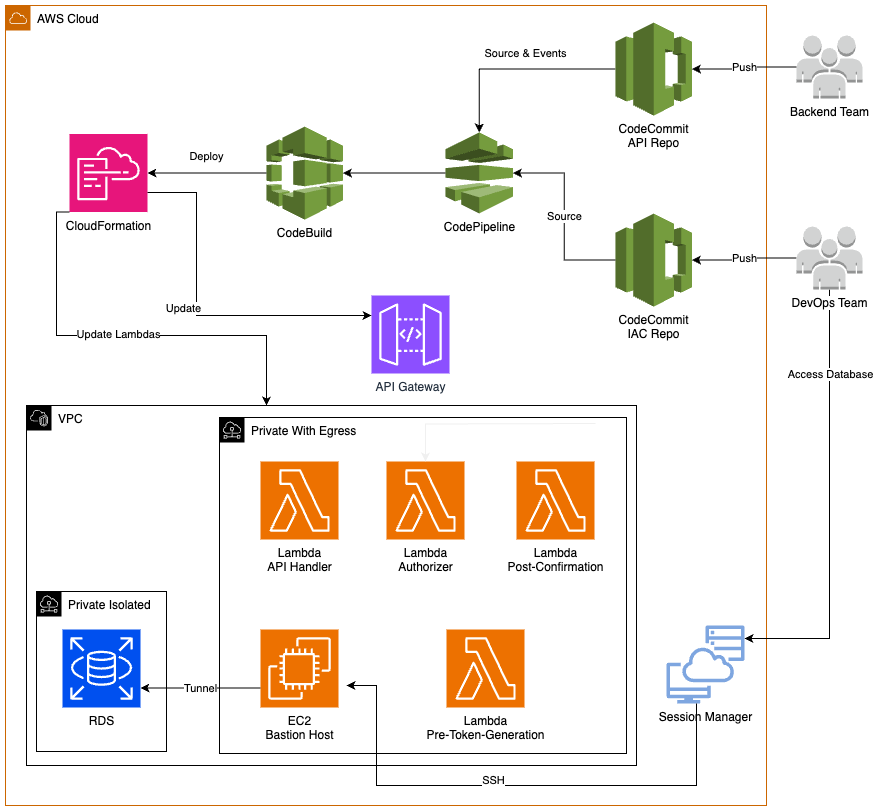 AWS Cloud
Source & Events
Push
Backend Team
CodeCommit
API Repo
Deploy
CloudFormation
CodeBuild
CodePipeline
Source
Push
DevOps Team
CodeCommit
IAC Repo
Update
Update Lambdas
API Gateway
Access Database
VPC
Private With Egress
Lambda
API Handler
Lambda
Authorizer
Lambda
Post-Confirmation
Private Isolated
RDS
Tunnel
EC2
Bastion Host
Lambda
Pre-Token-Generation
Session Manager
SSH